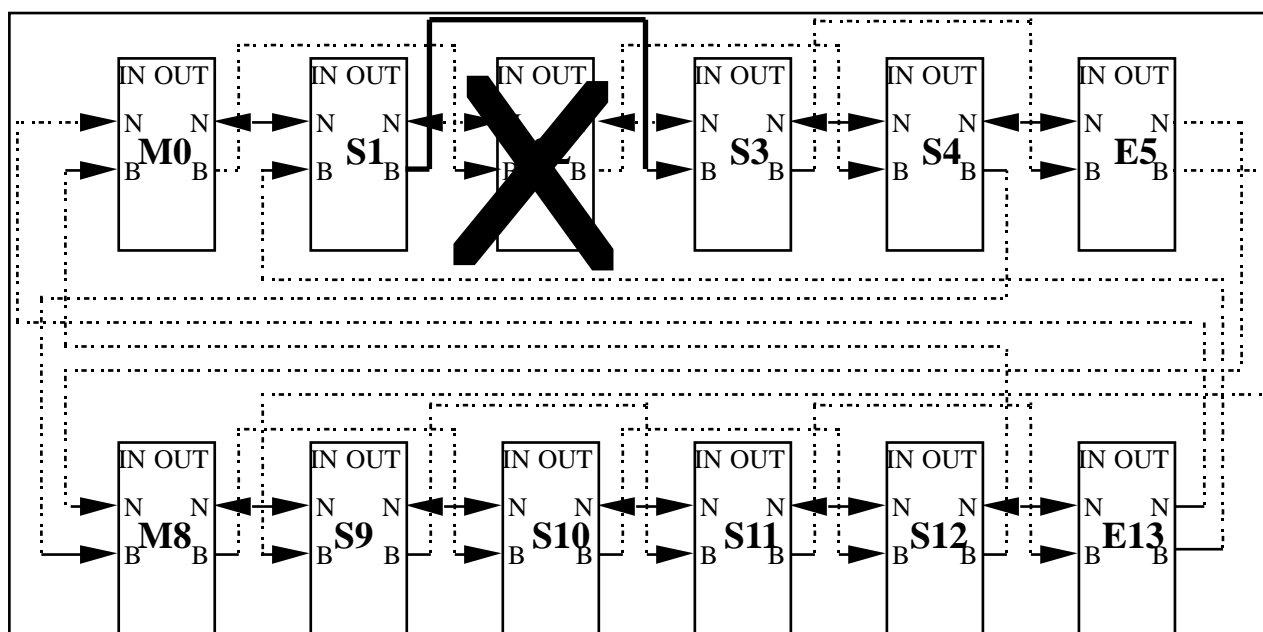 IN OUT IN OUT IN OUT IN OUT IN OUT IN OUT
N N N N N N N N N N
M0 S1 S3 S4 E5
B B B B B B B B B B B B
IN OUT IN OUT IN OUT IN OUT IN OUT IN OUT
N N N N N N N N N N N N
M8 S9 S10 S11 S12 E13
B B B B B B B B B B B B